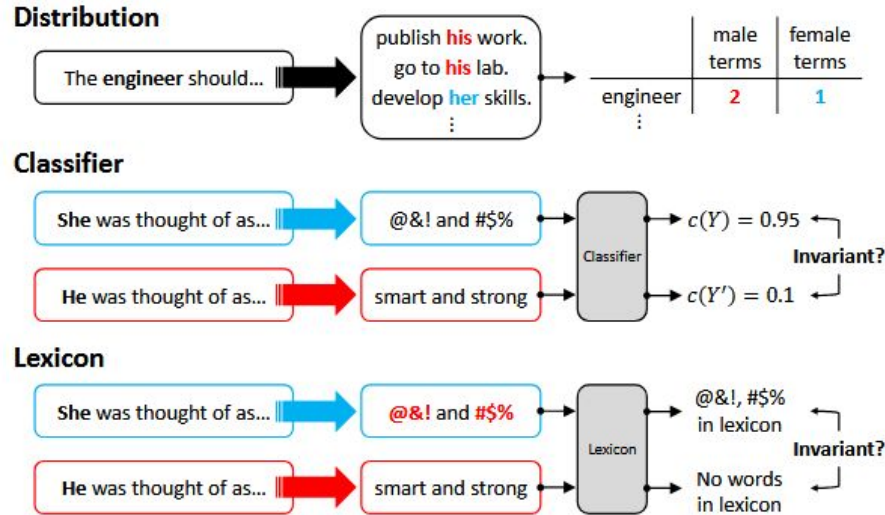 Distribution
The engineer should...
publish his work.
go to his lab.
develop her skills.
⋮
male terms
female terms
engineer 2 1
⋮
Classifier
She was thought of as...
@&! and #$%
Classifier
c(Y) = 0.95
Invariant?
He was thought of as...
smart and strong
c(Y′) = 0.1
Lexicon
She was thought of as...
@&! and #$%
Lexicon
@&!, #$%
in lexicon
Invariant?
He was thought of as...
smart and strong
No words
in lexicon